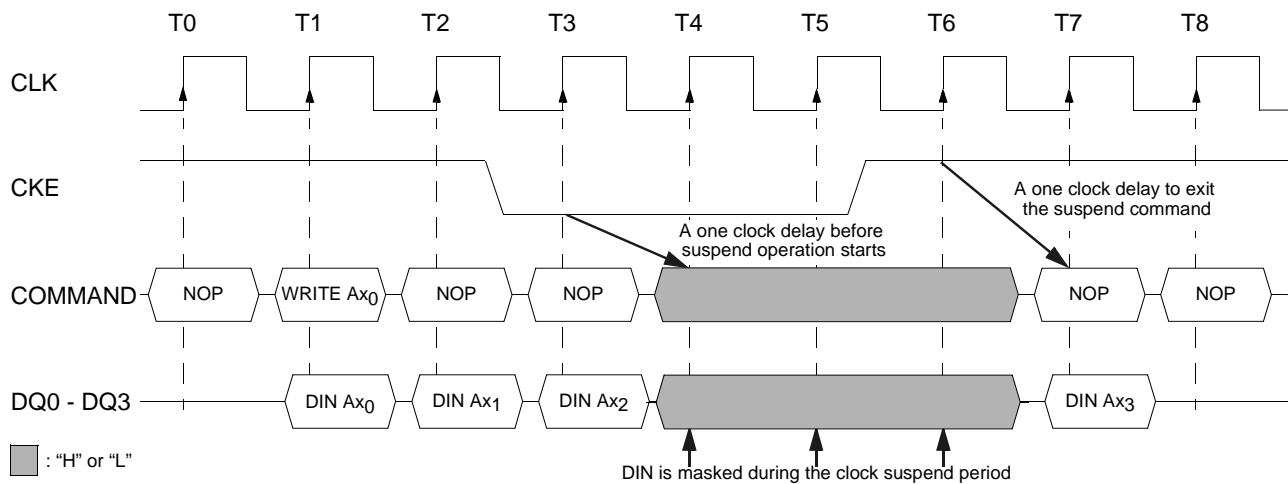 T0 T1 T2 T3 T4 T5 T6 T7 T8
CLK
CKE
A one clock delay before
suspend operation starts
A one clock delay to exit
the suspend command
COMMAND NOP WRITE Ax0 NOP NOP NOP NOP
DQ0 - DQ3 DIN Ax0 DIN Ax1 DIN Ax2 DIN Ax3
: “H” or “L”
DIN is masked during the clock suspend period